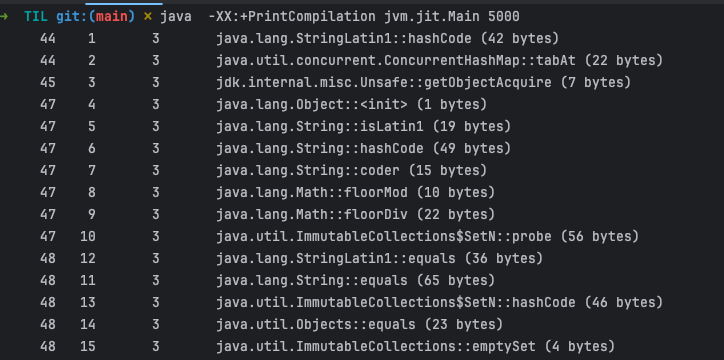 → TIL git:(main) × java -XX:+PrintCompilation jvm.jit.Main 5000
44 1 3 java.lang.StringLatin1::hashCode (42 bytes)
44 2 3 java.util.concurrent.ConcurrentHashMap::tabAt (22 bytes)
45 3 3 jdk.internal.misc.Unsafe::getObjectAcquire (7 bytes)
47 4 3 java.lang.Object::<init> (1 bytes)
47 5 3 java.lang.String::isLatin1 (19 bytes)
47 6 3 java.lang.String::hashCode (49 bytes)
47 7 3 java.lang.String::coder (15 bytes)
47 8 3 java.lang.Math::floorMod (10 bytes)
47 9 3 java.lang.Math::floorDiv (22 bytes)
47 10 3 java.util.ImmutableCollections$SetN::probe (56 bytes)
48 12 3 java.lang.StringLatin1::equals (36 bytes)
48 11 3 java.lang.String::equals (65 bytes)
48 13 3 java.util.ImmutableCollections$SetN::hashCode (46 bytes)
48 14 3 java.util.Objects::equals (23 bytes)
48 15 3 java.util.ImmutableCollections::emptySet (4 bytes)